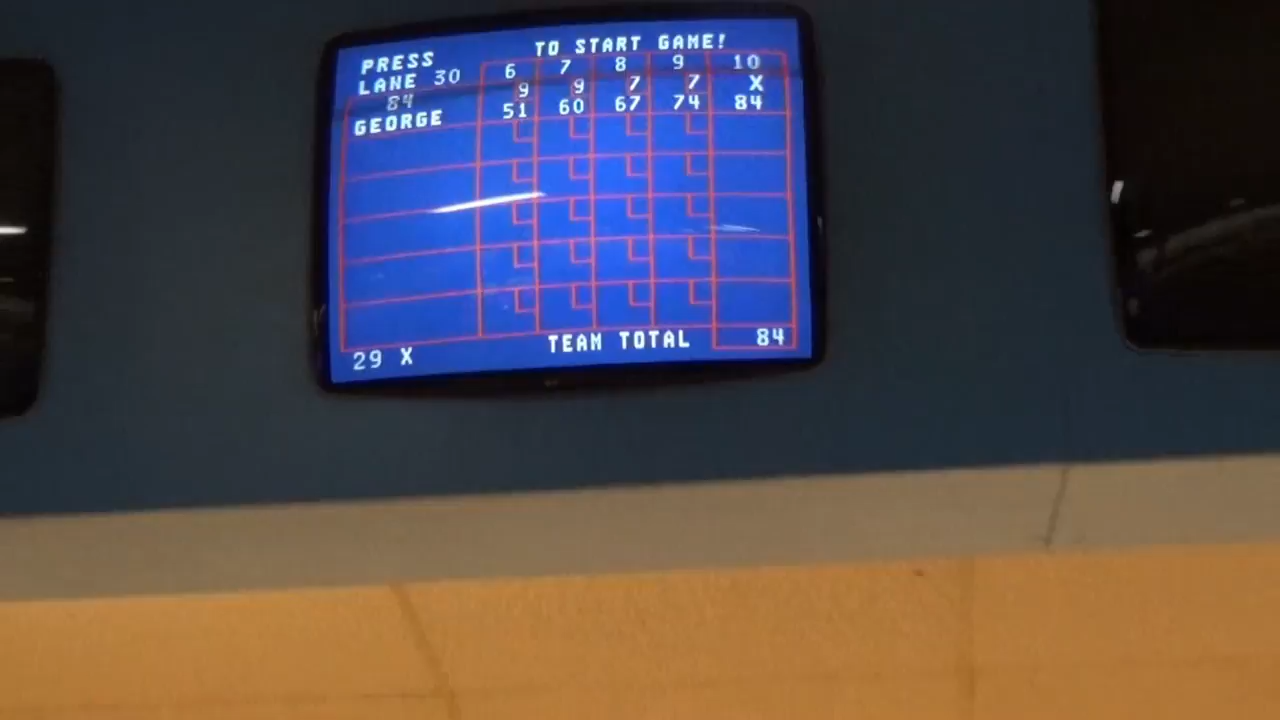 PRESS TO START GAME!
LANE 30 6 7 8 9 10
84 9 9 7 7 X
GEORGE 51 60 67 74 84
TEAM TOTAL 84
29 X